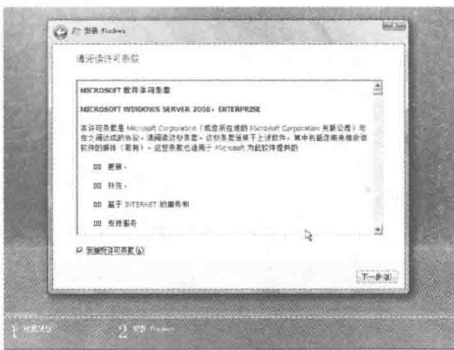 安装 Windows
请阅读许可条款
MICROSOFT 软件许可条款
MICROSOFT WINDOWS SERVER 2008, ENTERPRISE
本许可条款是 Microsoft Corporation（或您所在地的 Microsoft Corporation 关联公司）与
您之间达成的协议。请阅读这些条款。这些条款适用于上述软件，其中包括您用来接收该
软件的媒体（若有）。这些条款也适用于 Microsoft 为此软件提供的
更新、
补充、
基于 INTERNET 的服务和
支持服务
我接受许可条款(A)
下一步(N)
1
2 安装 Windows